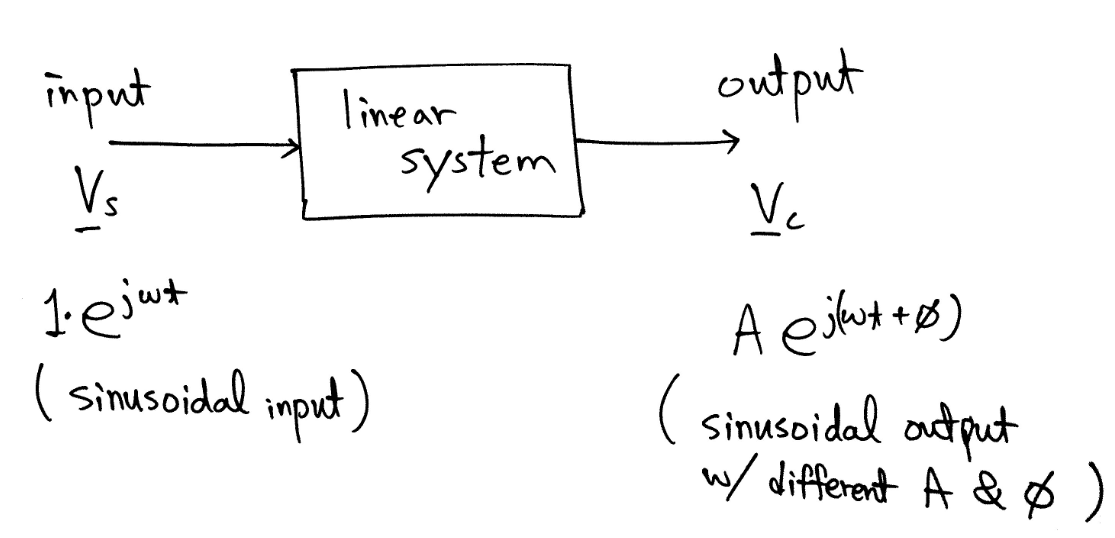 input
linear
system
output
V_s
V_c
1·e^{jωt}
A e^{j(ωt+ϕ)}
( sinusoidal input )
( sinusoidal output
w/ different A & ϕ )